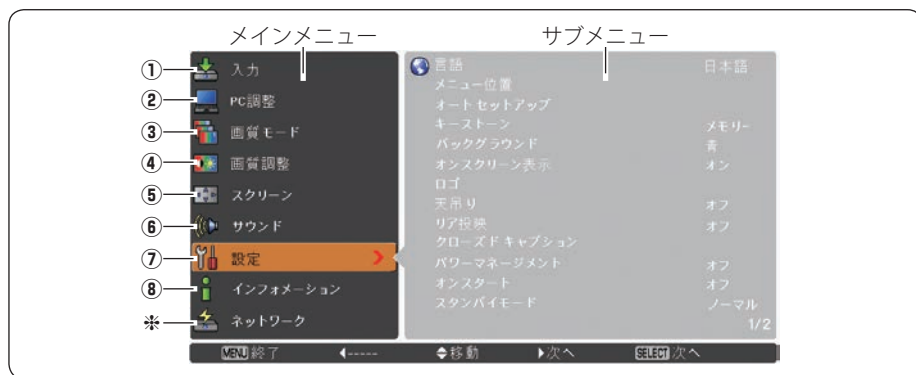 メインメニュー サブメニュー
① 入力
② PC調整
③ 画質モード
④ 画質調整
⑤ スクリーン
⑥ サウンド
⑦ 設定
⑧ インフォメーション
※ ネットワーク
言語 日本語
メニュー位置
オート セットアップ
キーストーン メモリー
バックグラウンド 青
オンスクリーン表示 オン
ロゴ
天吊り オフ
リア投映 オフ
クローズド キャプション
パワーマネージメント オフ
オンスタート オフ
スタンバイモード ノーマル
1/2
MENU 終了 ----- 移動 次へ SELECT 次へ